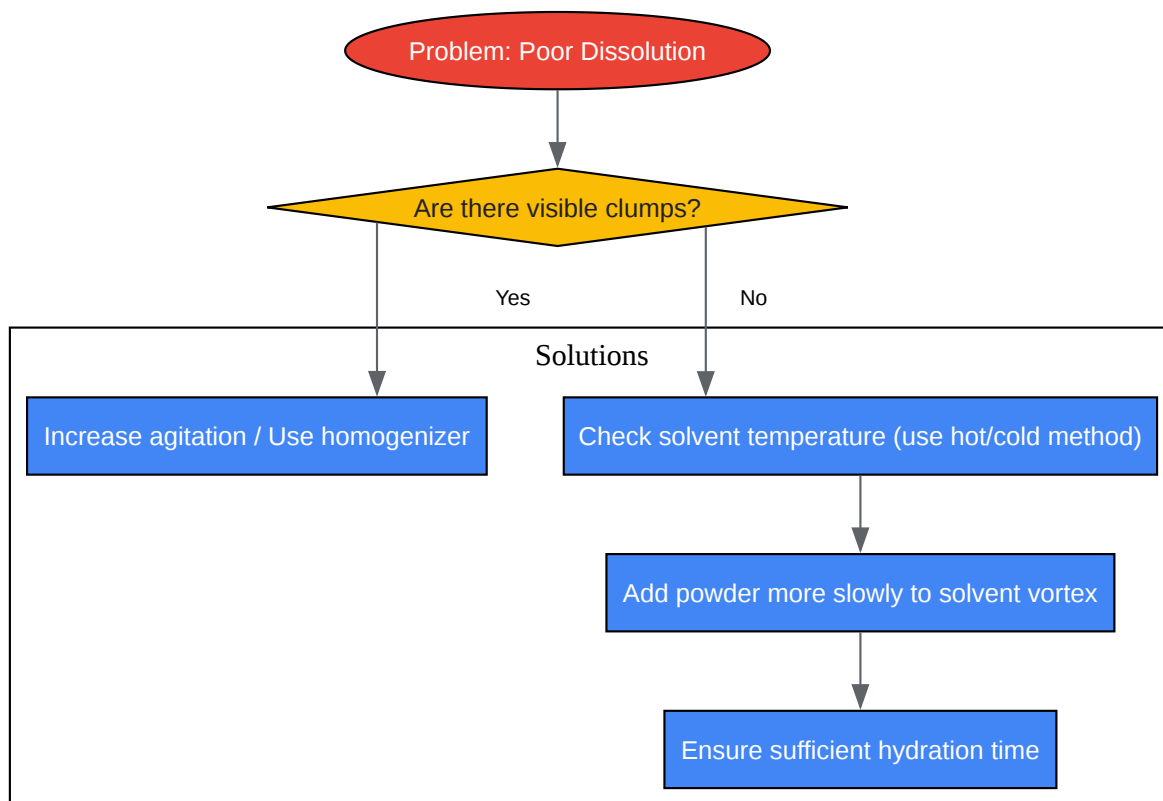 Problem: Poor Dissolution
Are there visible clumps?
Yes
No
Solutions
Increase agitation / Use homogenizer
Check solvent temperature (use hot/cold method)
Add powder more slowly to solvent vortex
Ensure sufficient hydration time